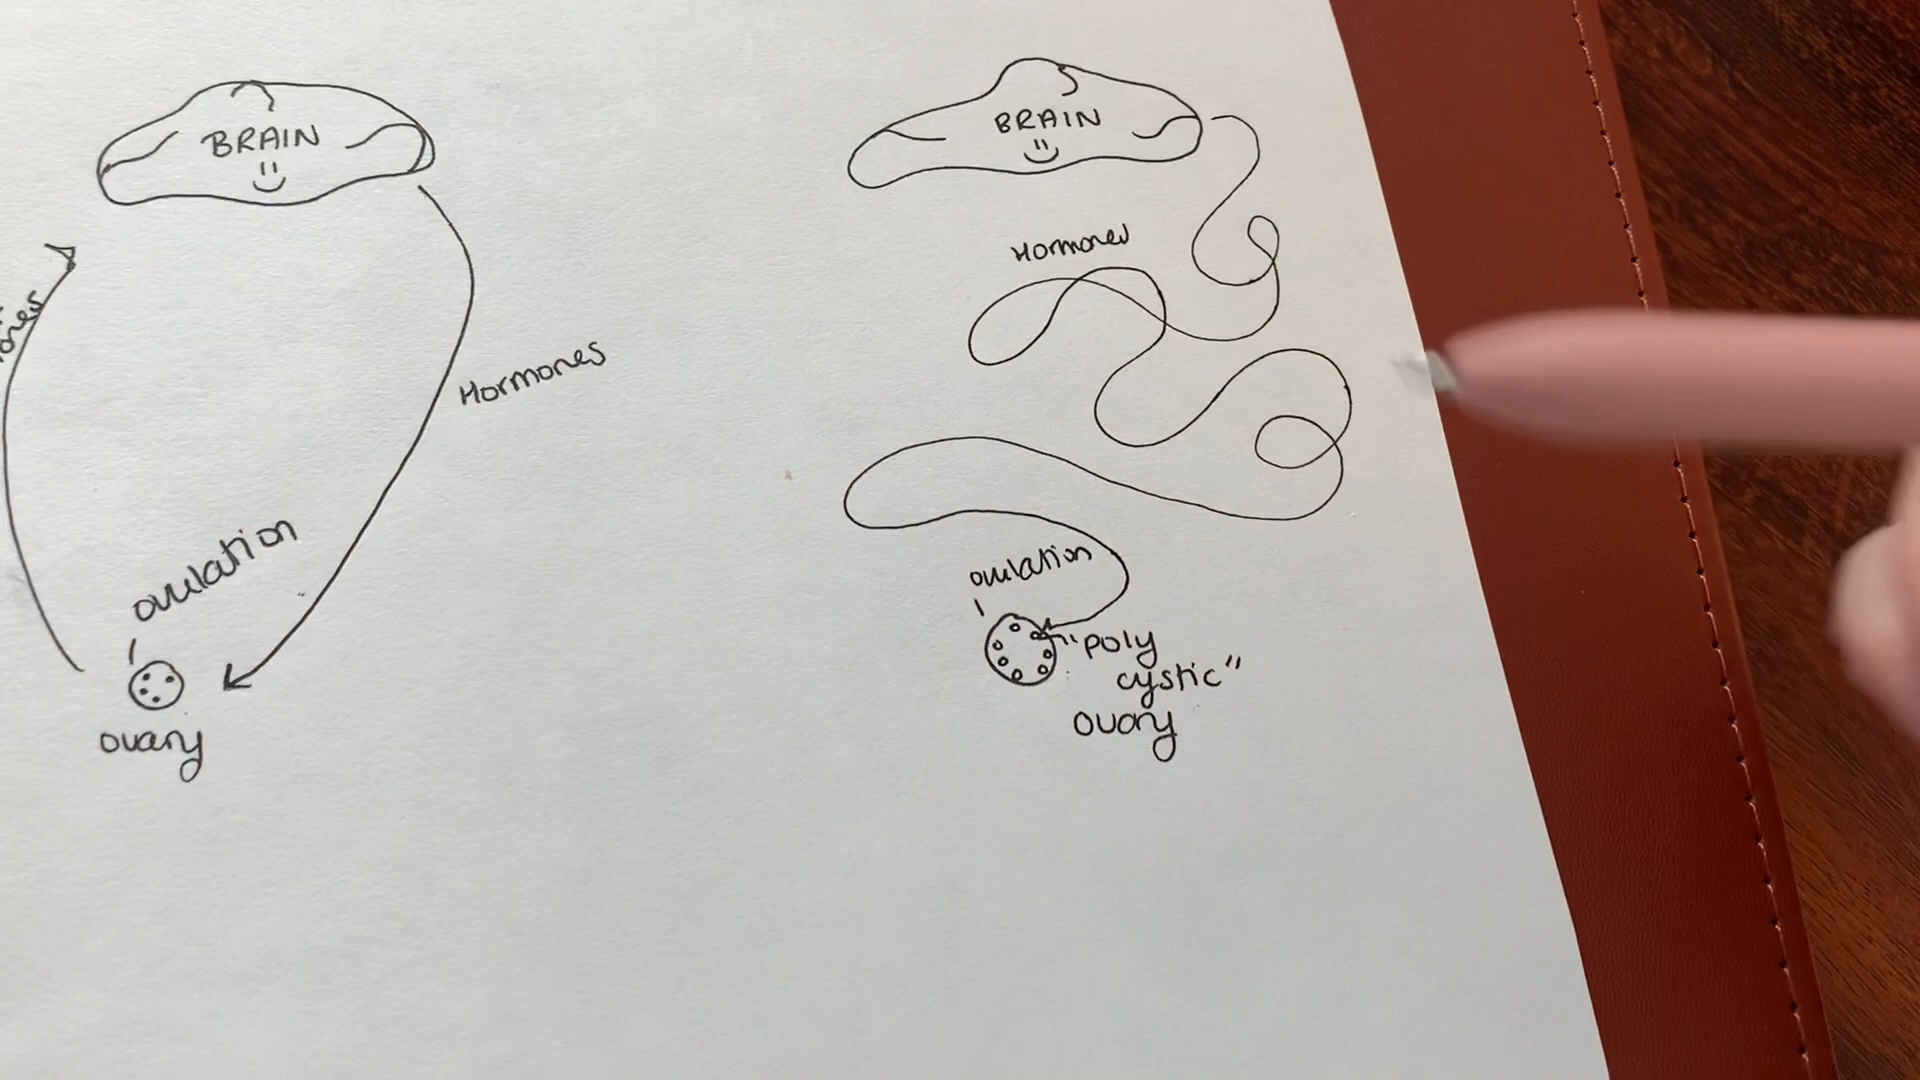 BRAIN
Hormones
ovulation
ovary
BRAIN
Hormones
ovulation
"poly
cystic"
ovary